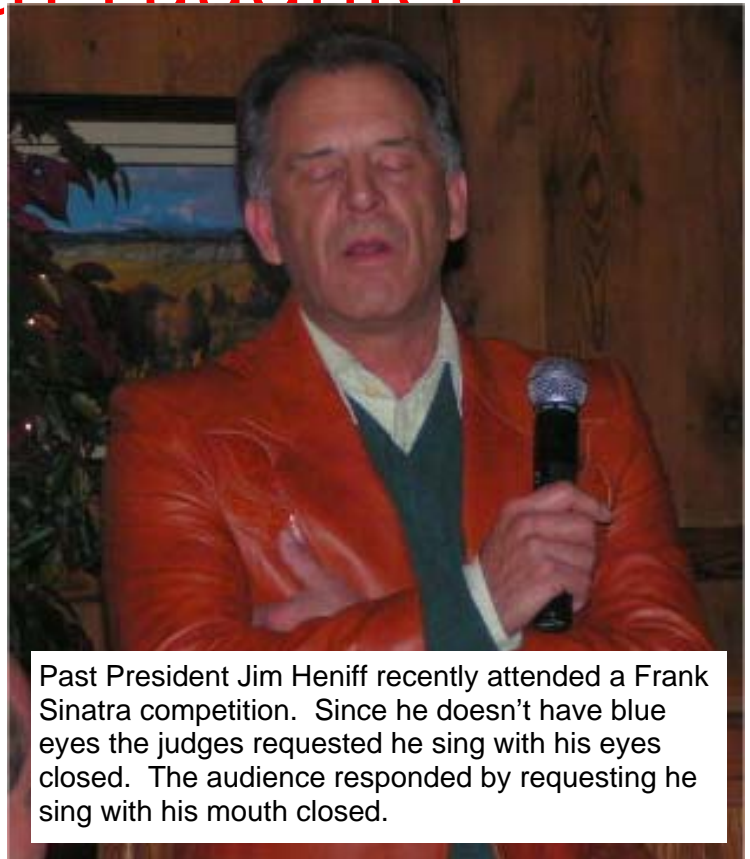 Past President Jim Heniff recently attended a Frank
Sinatra competition.  Since he doesn't have blue
eyes the judges requested he sing with his eyes
closed.  The audience responded by requesting he
sing with his mouth closed.